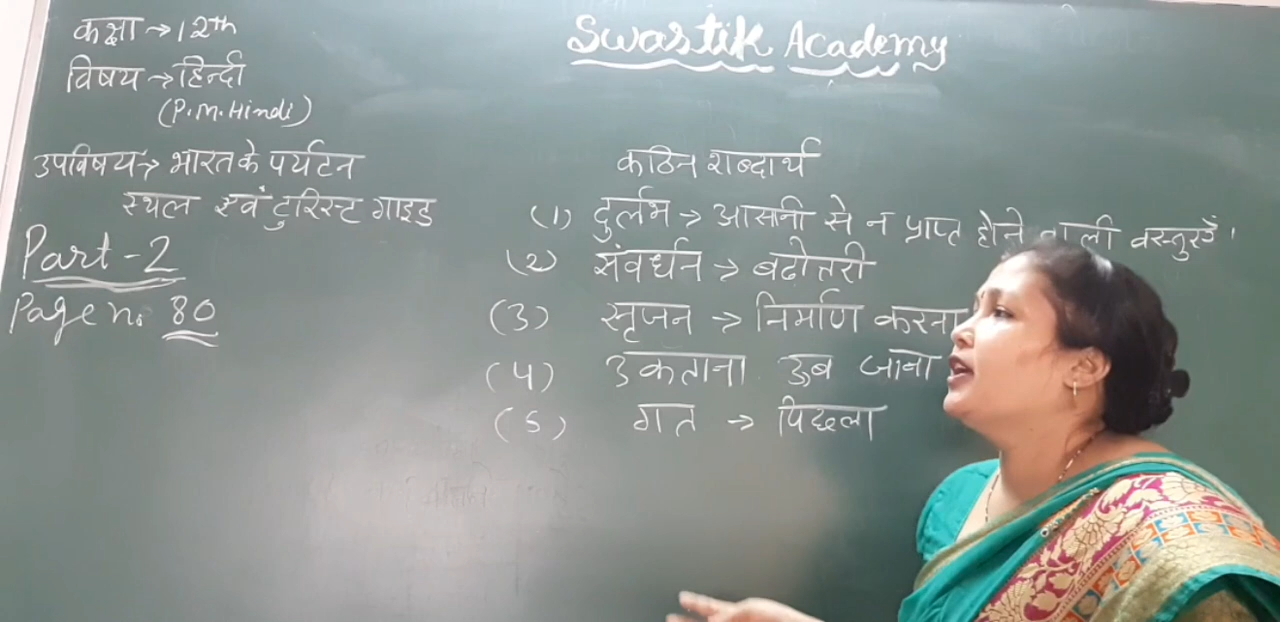 Swastik Academy
कक्षा → 12th
विषय → हिन्दी
(P.M. Hindi)
उपविषय → भारत के पर्यटन
स्थल एवं टुरिस्ट गाइड
Part-2
Page no 80
कठिन शब्दार्थ
(1) दुर्लभ → आसानी से न प्राप्त होने वाली वस्तुएँ।
(2) संवर्धन → बढोत्तरी
(3) सृजन → निर्माण करना
(4) उकताना ऊब जाना
(5) गत → पिछला